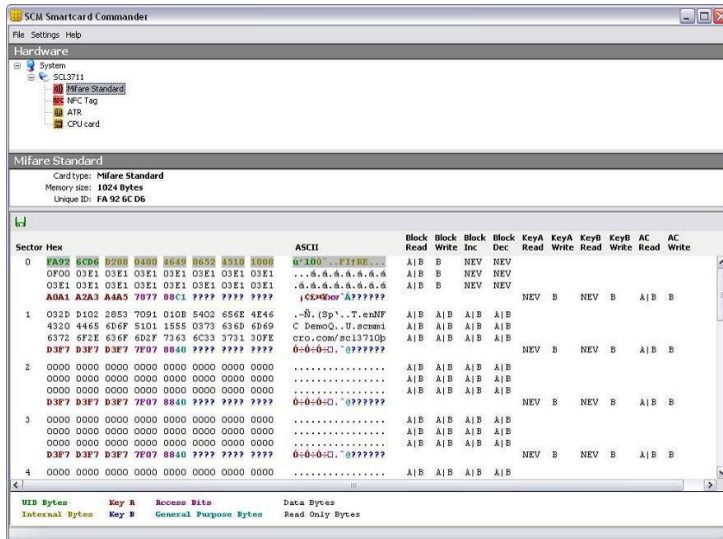 SCM Smartcard Commander
File Settings Help
Hardware
System
SCL3711
Mifare Standard
NFC Tag
ATR
CPU card
Mifare Standard
Card type: Mifare Standard
Memory size: 1024 Bytes
Unique ID: FA 92 6C D6
Sector Hex ASCII Block Read Block Write Block Inc Block Dec KeyA Read KeyA Write KeyB Read KeyB Write AC Read AC Write
0 FA92 6CD6 D288 0400 4649 8652 4510 1008 A|B B NEV NEV
0F00 03E1 03E1 03E1 03E1 03E1 03E1 03E1 ...á.á.á.á.á.á.á A|B B NEV NEV
03E1 03E1 03E1 03E1 03E1 03E1 03E1 03E1 .á.á.á.á.á.á.á.á A|B B NEV NEV
A0A1 A2A3 A4A5 7877 88C1 ???? ???? ???? NEV B NEV B A|B B
1 032D D102 2853 7091 010B 5402 656E 4E46 .-Ñ.(Sp'..T.enNF A|B A|B A|B A|B
4320 4465 6D6F 5101 1555 0373 636D 6D69 C DemoQ..U.scmmi A|B A|B A|B A|B
6372 6F2E 636F 6D2F 7363 6C33 3731 30FE cro.com/scl3710þ A|B A|B A|B A|B
D3F7 D3F7 D3F7 7F07 8840 ???? ???? ???? NEV B NEV B A|B B
2 0000 0000 0000 0000 0000 0000 0000 0000 ................ A|B A|B A|B A|B
0000 0000 0000 0000 0000 0000 0000 0000 ................ A|B A|B A|B A|B
0000 0000 0000 0000 0000 0000 0000 0000 ................ A|B A|B A|B A|B
D3F7 D3F7 D3F7 7F07 8840 ???? ???? ???? NEV B NEV B A|B B
3 0000 0000 0000 0000 0000 0000 0000 0000 ................ A|B A|B A|B A|B
0000 0000 0000 0000 0000 0000 0000 0000 ................ A|B A|B A|B A|B
0000 0000 0000 0000 0000 0000 0000 0000 ................ A|B A|B A|B A|B
D3F7 D3F7 D3F7 7F07 8840 ???? ???? ???? NEV B NEV B A|B B
4 0000 0000 0000 0000 0000 0000 0000 0000 ................ A|B A|B A|B A|B
UID Bytes Key A Access Bits Data Bytes
Internal Bytes Key B General Purpose Bytes Read Only Bytes